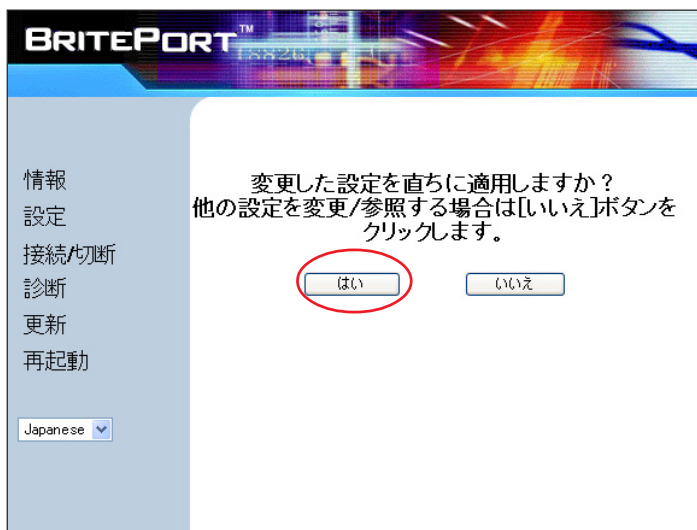 BRITEPORT™
情報
設定
接続/切断
診断
更新
再起動
Japanese
変更した設定を直ちに適用しますか？
他の設定を変更/参照する場合は[いいえ]ボタンを
クリックします。
はい
いいえ